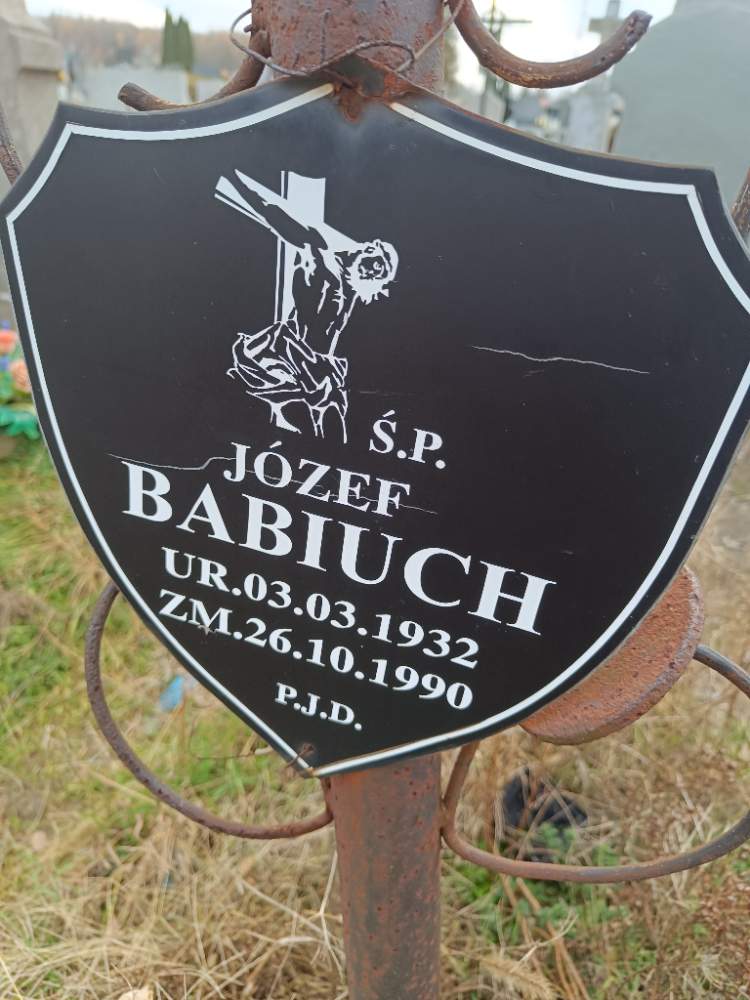 Ś.P.
JÓZEF
BABIUCH
UR.03.03.1932
ZM.26.10.1990
P.J.D.